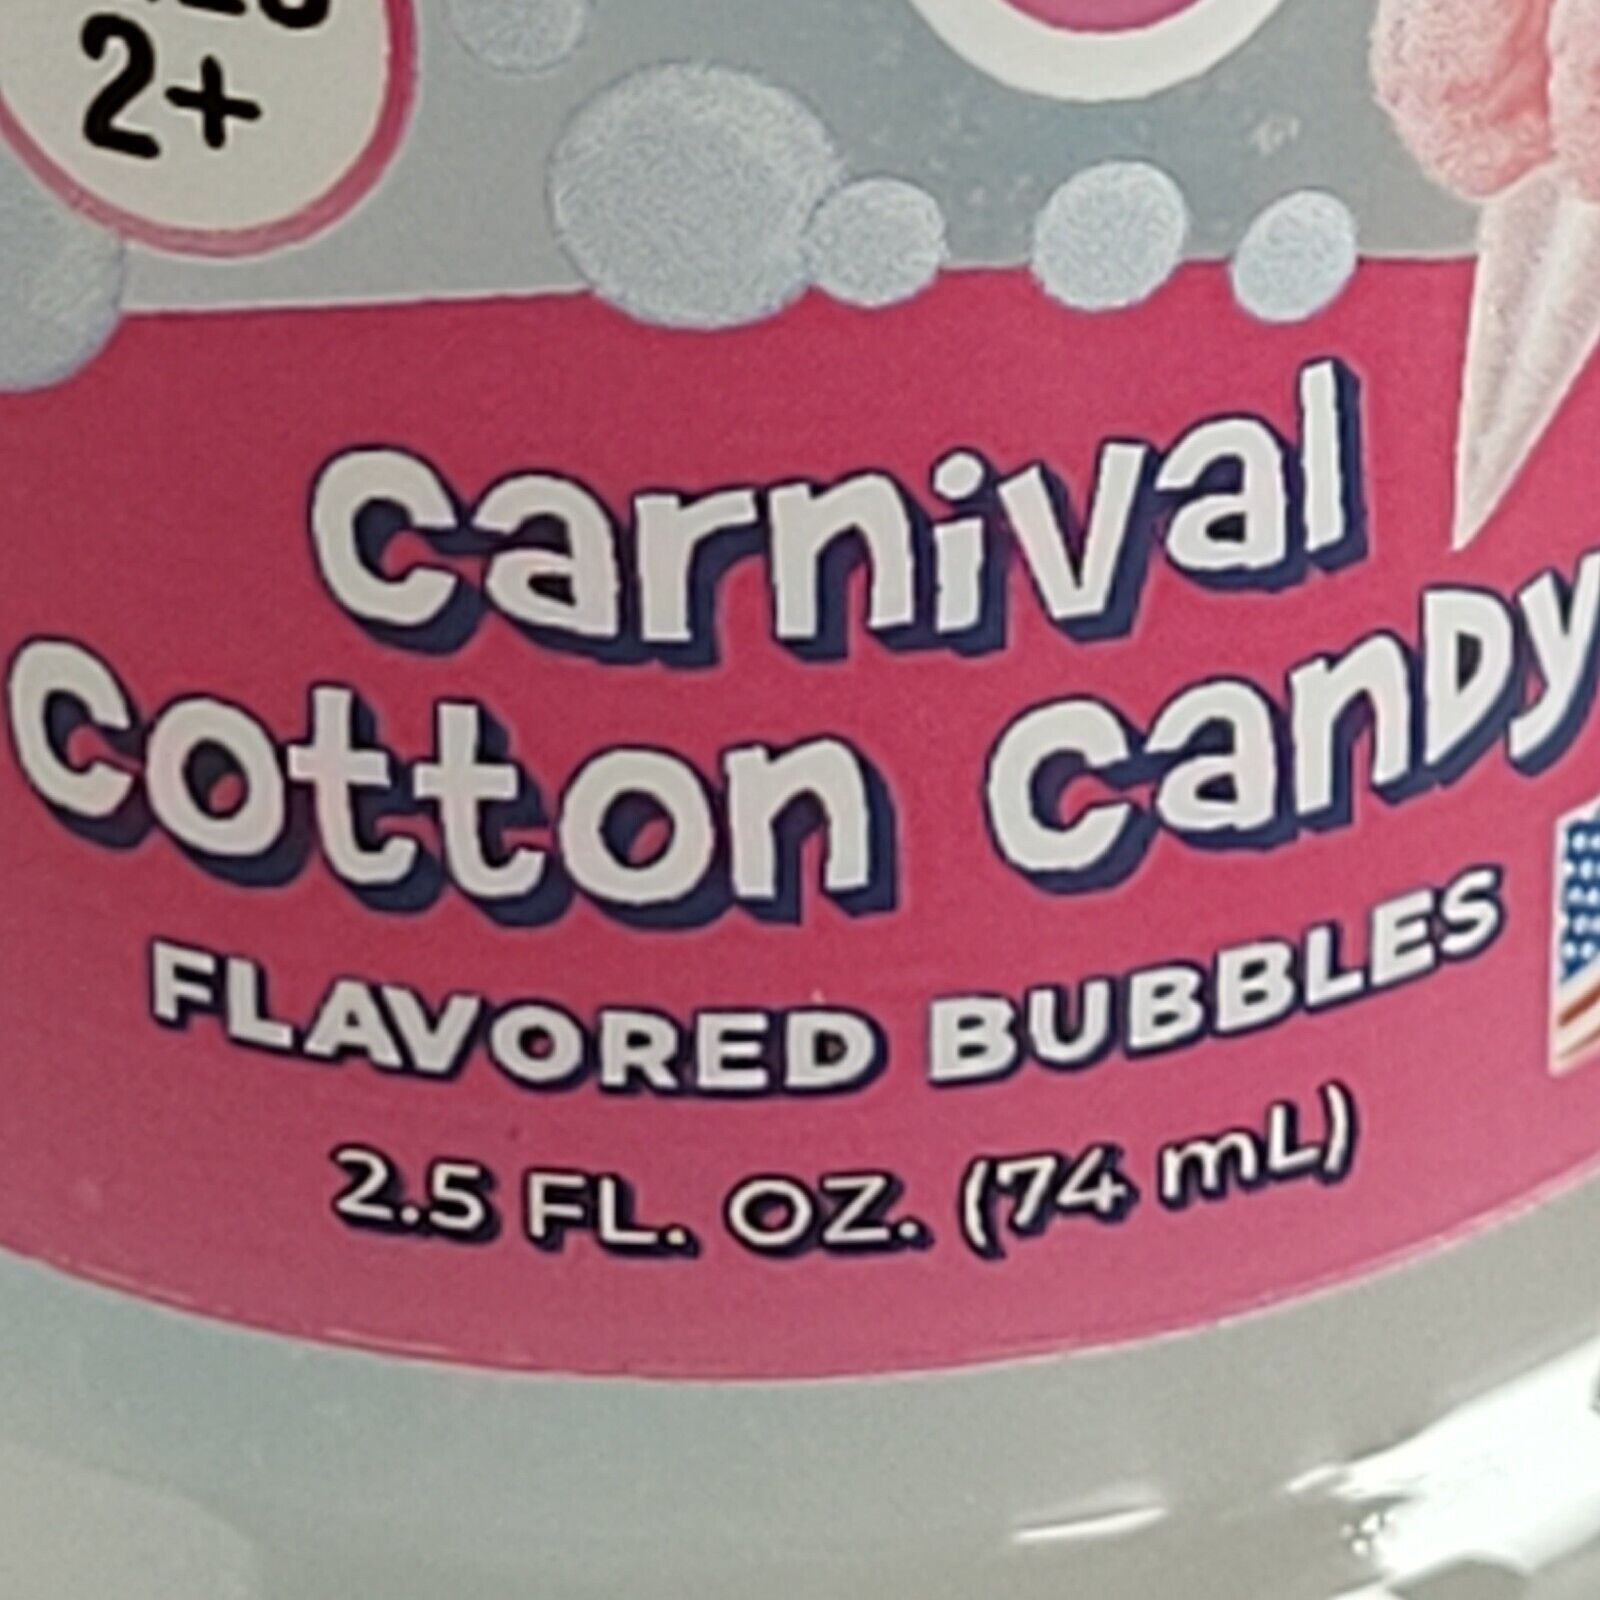 2+
Carnival
Cotton Candy
FLAVORED BUBBLES
2.5 FL. OZ. (74 mL)